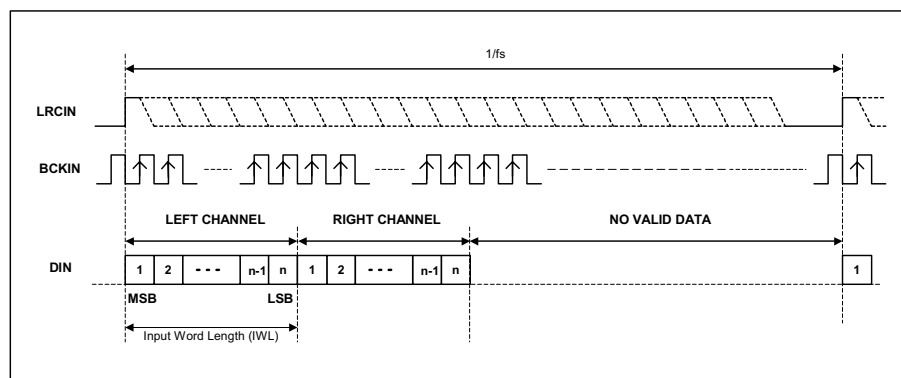 1/fs
LRCIN
BCKIN
LEFT CHANNEL RIGHT CHANNEL NO VALID DATA
DIN 1 2 - - - n-1 n 1 2 - - - n-1 n 1
MSB LSB
Input Word Length (IWL)